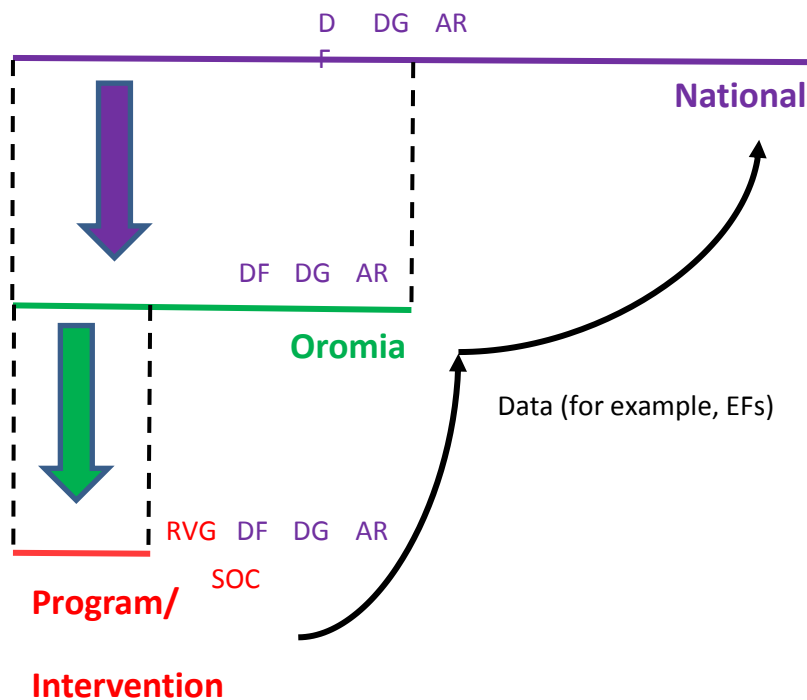 D DG AR
F
National
DF DG AR
Oromia
Data (for example, EFs)
RVG DF DG AR
SOC
Program/
Intervention